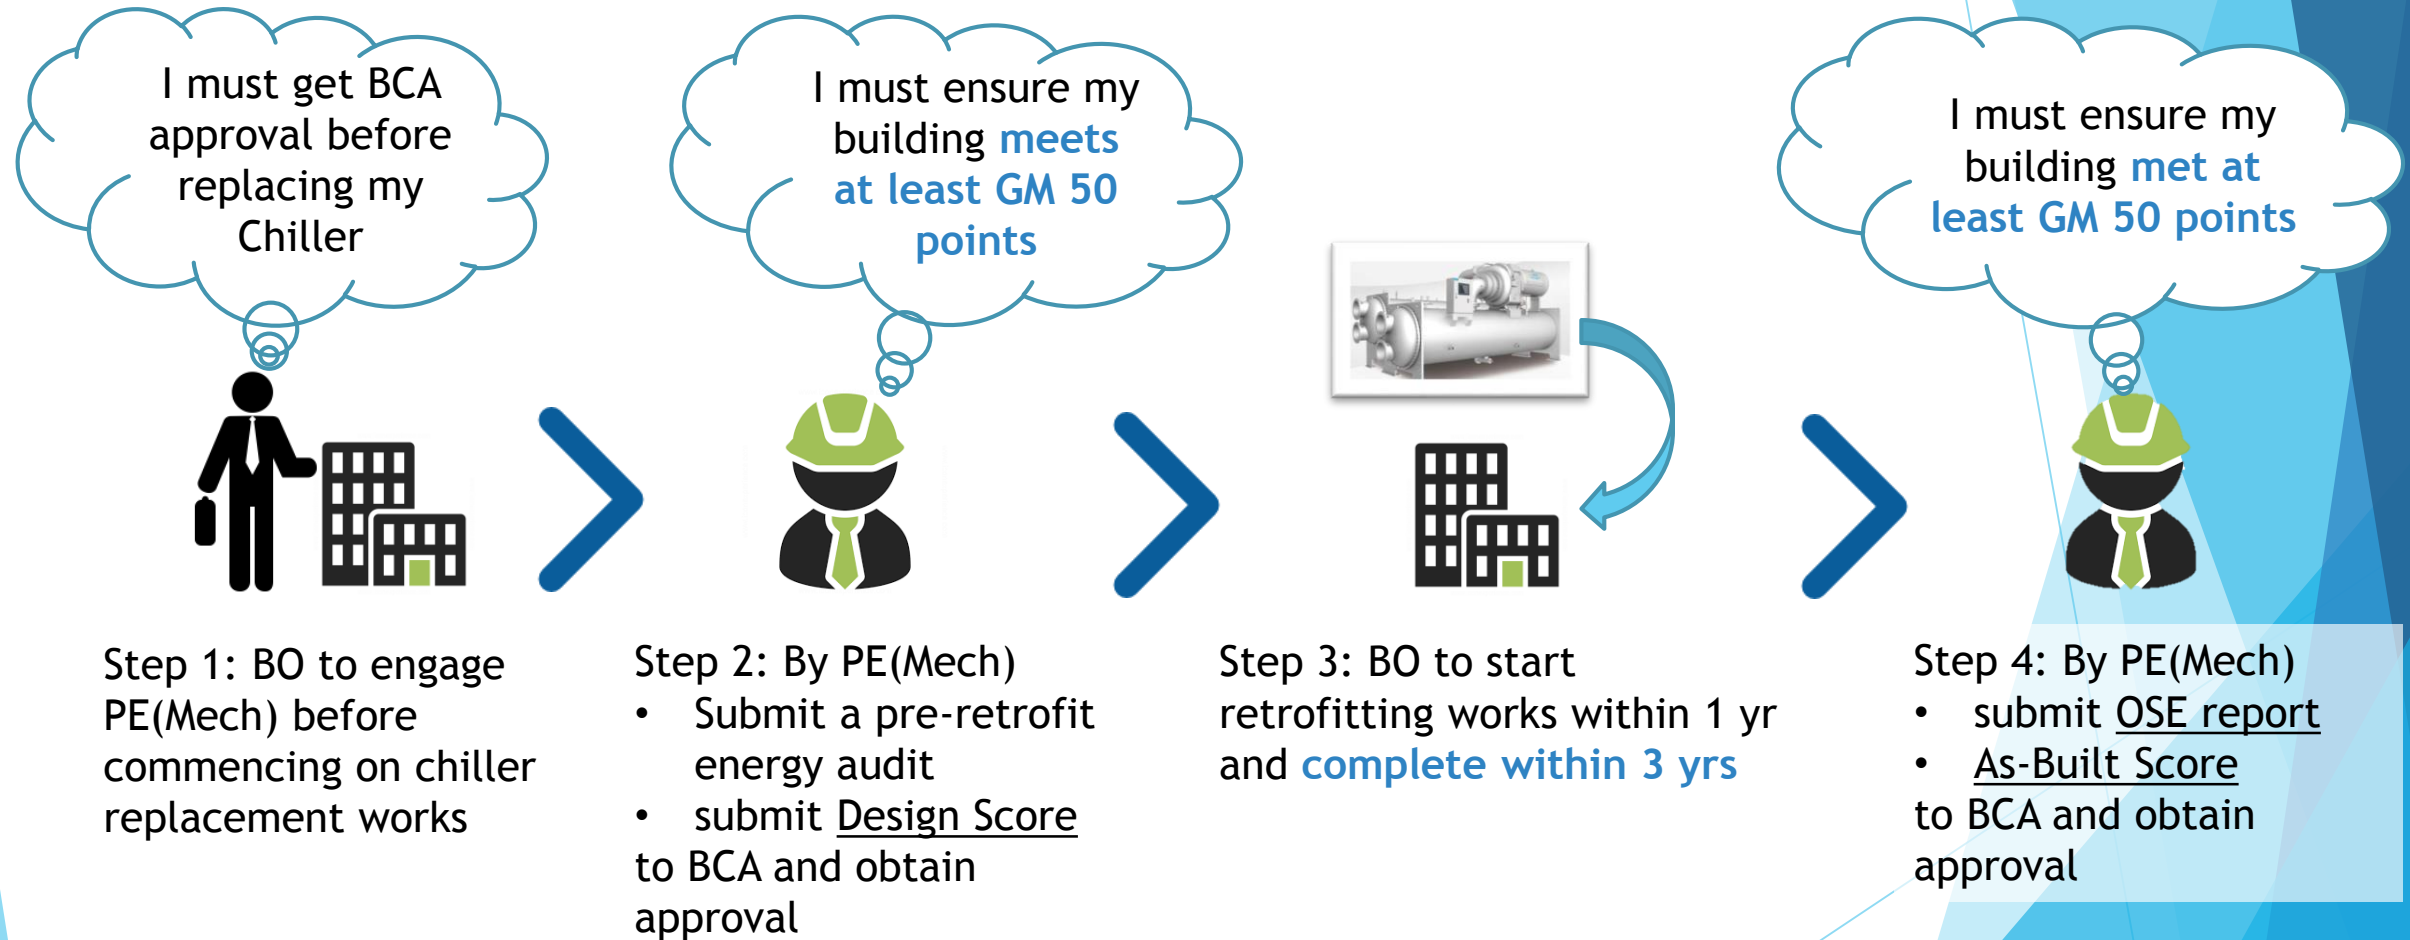 I must get BCA
approval before
replacing my
Chiller
I must ensure my
building meets
at least GM 50
points
I must ensure my
building met at
least GM 50 points
Step 1: BO to engage
PE(Mech) before
commencing on chiller
replacement works
Step 2: By PE(Mech)
• Submit a pre-retrofit
energy audit
• submit Design Score
to BCA and obtain
approval
Step 3: BO to start
retrofitting works within 1 yr
and complete within 3 yrs
Step 4: By PE(Mech)
• submit OSE report
• As-Built Score
to BCA and obtain
approval